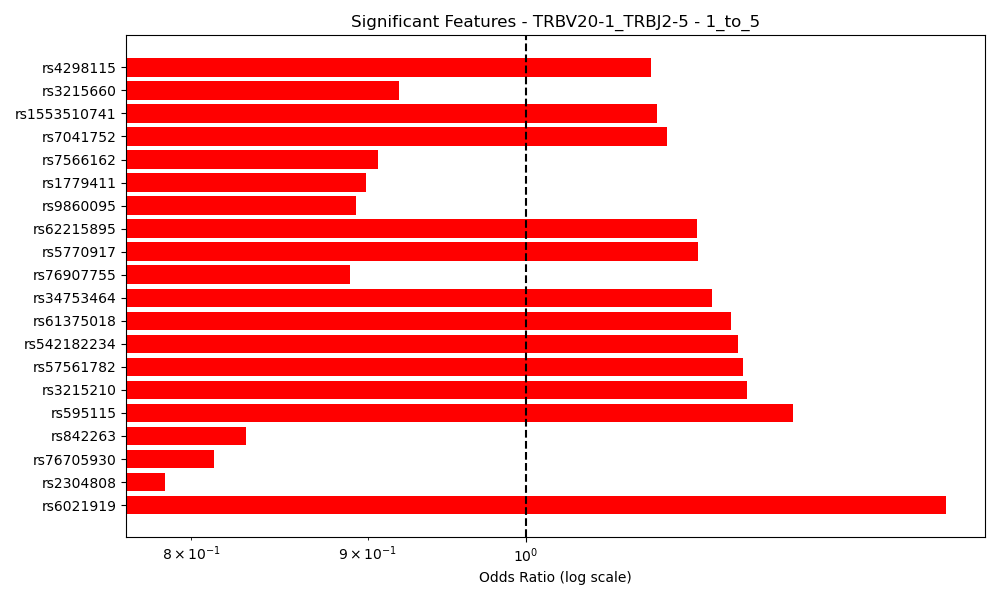 Significant Features - TRBV20-1_TRBJ2-5 - 1_to_5
rs4298115
rs3215660
rs1553510741
rs7041752
rs7566162
rs1779411
rs9860095
rs62215895
rs5770917
rs76907755
rs34753464
rs61375018
rs542182234
rs57561782
rs3215210
rs595115
rs842263
rs76705930
rs2304808
rs6021919
8 × 10⁻¹ 9 × 10⁻¹ 10⁰
Odds Ratio (log scale)